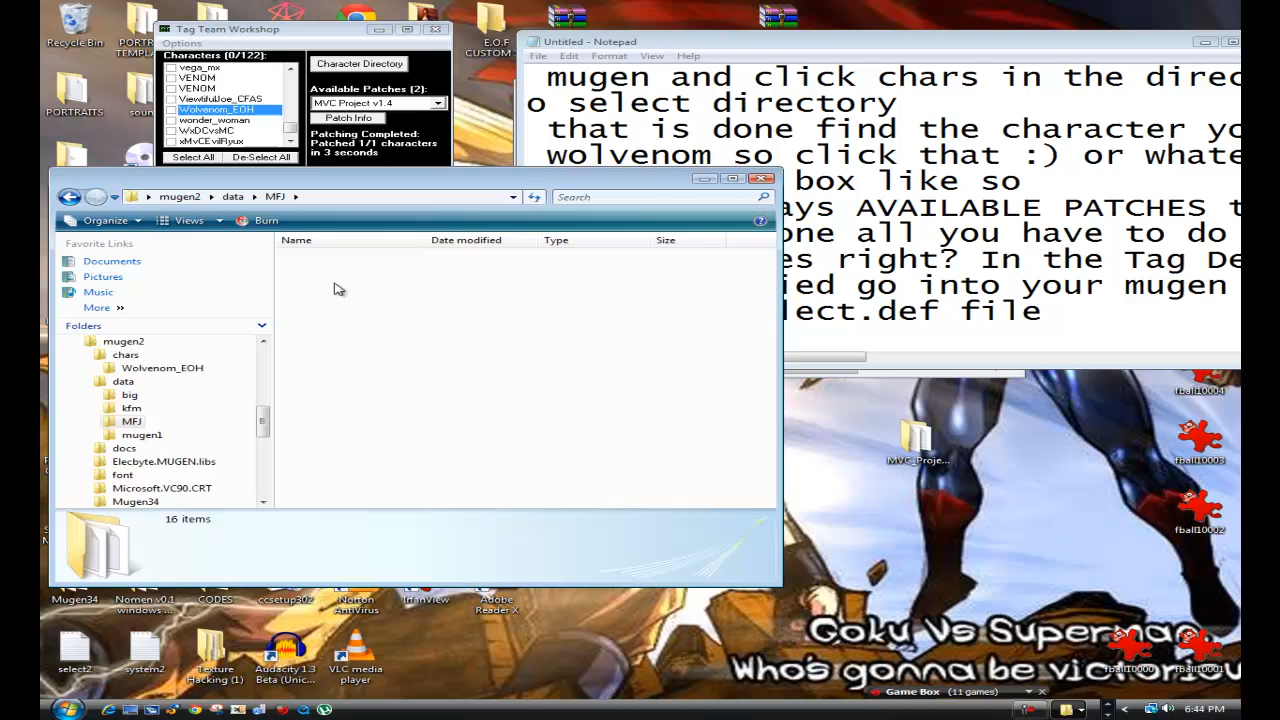 Recycle Bin
PORTR
TEMPLA
E.O.F
CUSTOM
PORTRAITS
soun
Tag Team Workshop
Options
Characters (0/122)
vega_mx
VENOM
VENOM
ViewtifulJoe_CFAS
Wolvenom_EOH
wonder_woman
WxDCvsMC
xMvCEvilRyux
Select All
De-Select All
Character Directory
Available Patches (2):
MVC Project v1.4
Patch Info
Patching Completed:
Patched 1/1 characters
in 3 seconds
Untitled - Notepad
File Edit Format View Help
mugen and click chars in the direc
o select directory
that is done find the character yo
wolvenom so click that :) or whate
box like so
ays AVAILABLE PATCHES t
one all you have to do
es right? In the Tag De
ied go into your mugen
lect.def file
mugen2 data MFJ
Search
Organize Views Burn
Favorite Links
Documents
Pictures
Music
More »
Folders
mugen2
chars
Wolvenom_EOH
data
big
kfm
MFJ
mugen1
docs
Elecbyte.MUGEN.libs
font
Microsoft.VC90.CRT
Mugen34
Name Date modified Type Size
16 items
MVC_Proje...
fball10004
fball10003
fball10002
fball10000
fball10001
Mugen34
Nomen v0.1
windows ...
CODES
ccsetup302
Norton
AntiVirus
IrfanView
Adobe
Reader X
select2
system2
Texture
Hacking (1)
Audacity 1.3
Beta (Unic...
VLC media
player
Goku Vs Superman.
Who's gonna be victoriou
Game Box (11 games)
6:44 PM